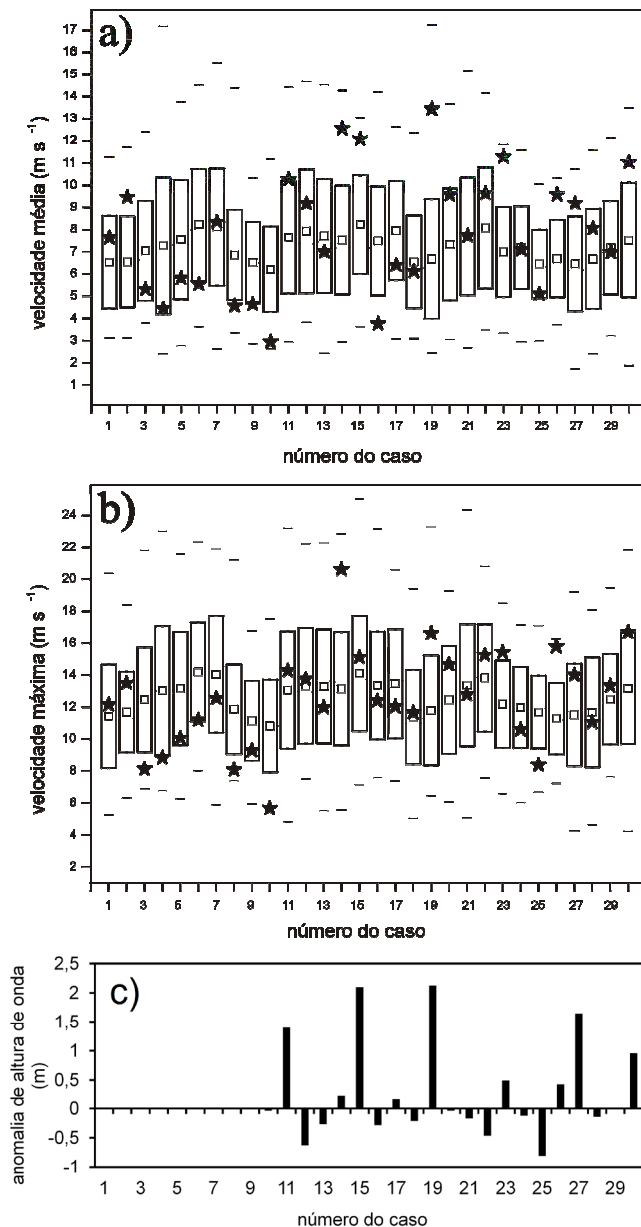 a)
velocidade média (m s -1)
17
16
15
14
13
12
11
10
9
8
7
6
5
4
3
2
1
1 3 5 7 9 11 13 15 17 19 21 23 25 27 29
número do caso
b)
velocidade máxima (m s -1)
24
22
20
18
16
14
12
10
8
6
4
2
1 3 5 7 9 11 13 15 17 19 21 23 25 27 29
número do caso
c)
anomalia de altura de onda
(m)
2,5
2
1,5
1
0,5
0
-0,5
-1
1 3 5 7 9 11 13 15 17 19 21 23 25 27 29
número do caso